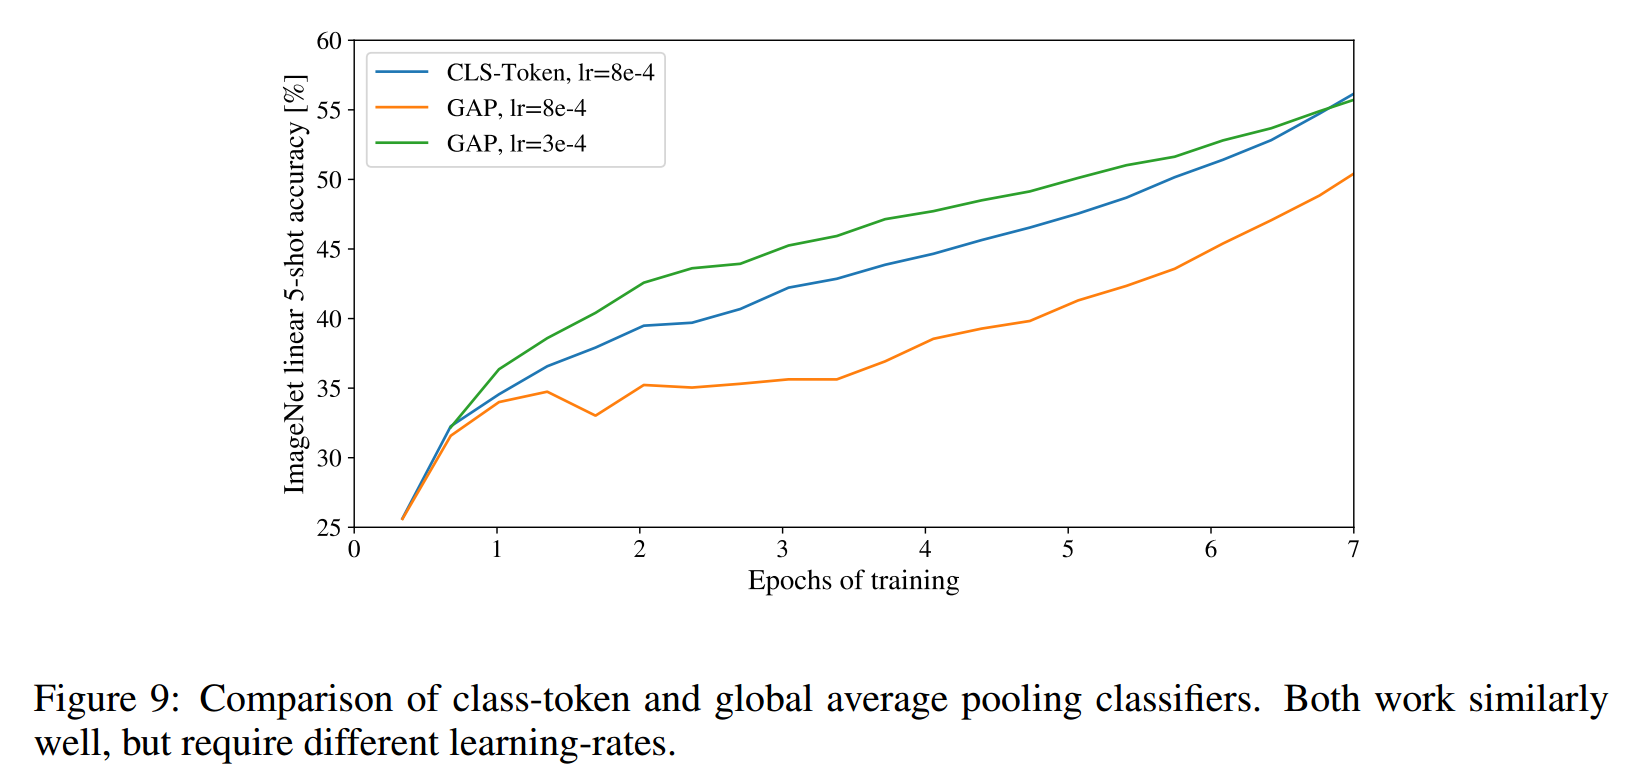 60
55
50
45
40
35
30
25
ImageNet linear 5-shot accuracy [%]
CLS-Token, lr=8e-4
GAP, lr=8e-4
GAP, lr=3e-4
0 1 2 3 4 5 6 7
Epochs of training
Figure 9: Comparison of class-token and global average pooling classifiers. Both work similarly
well, but require different learning-rates.